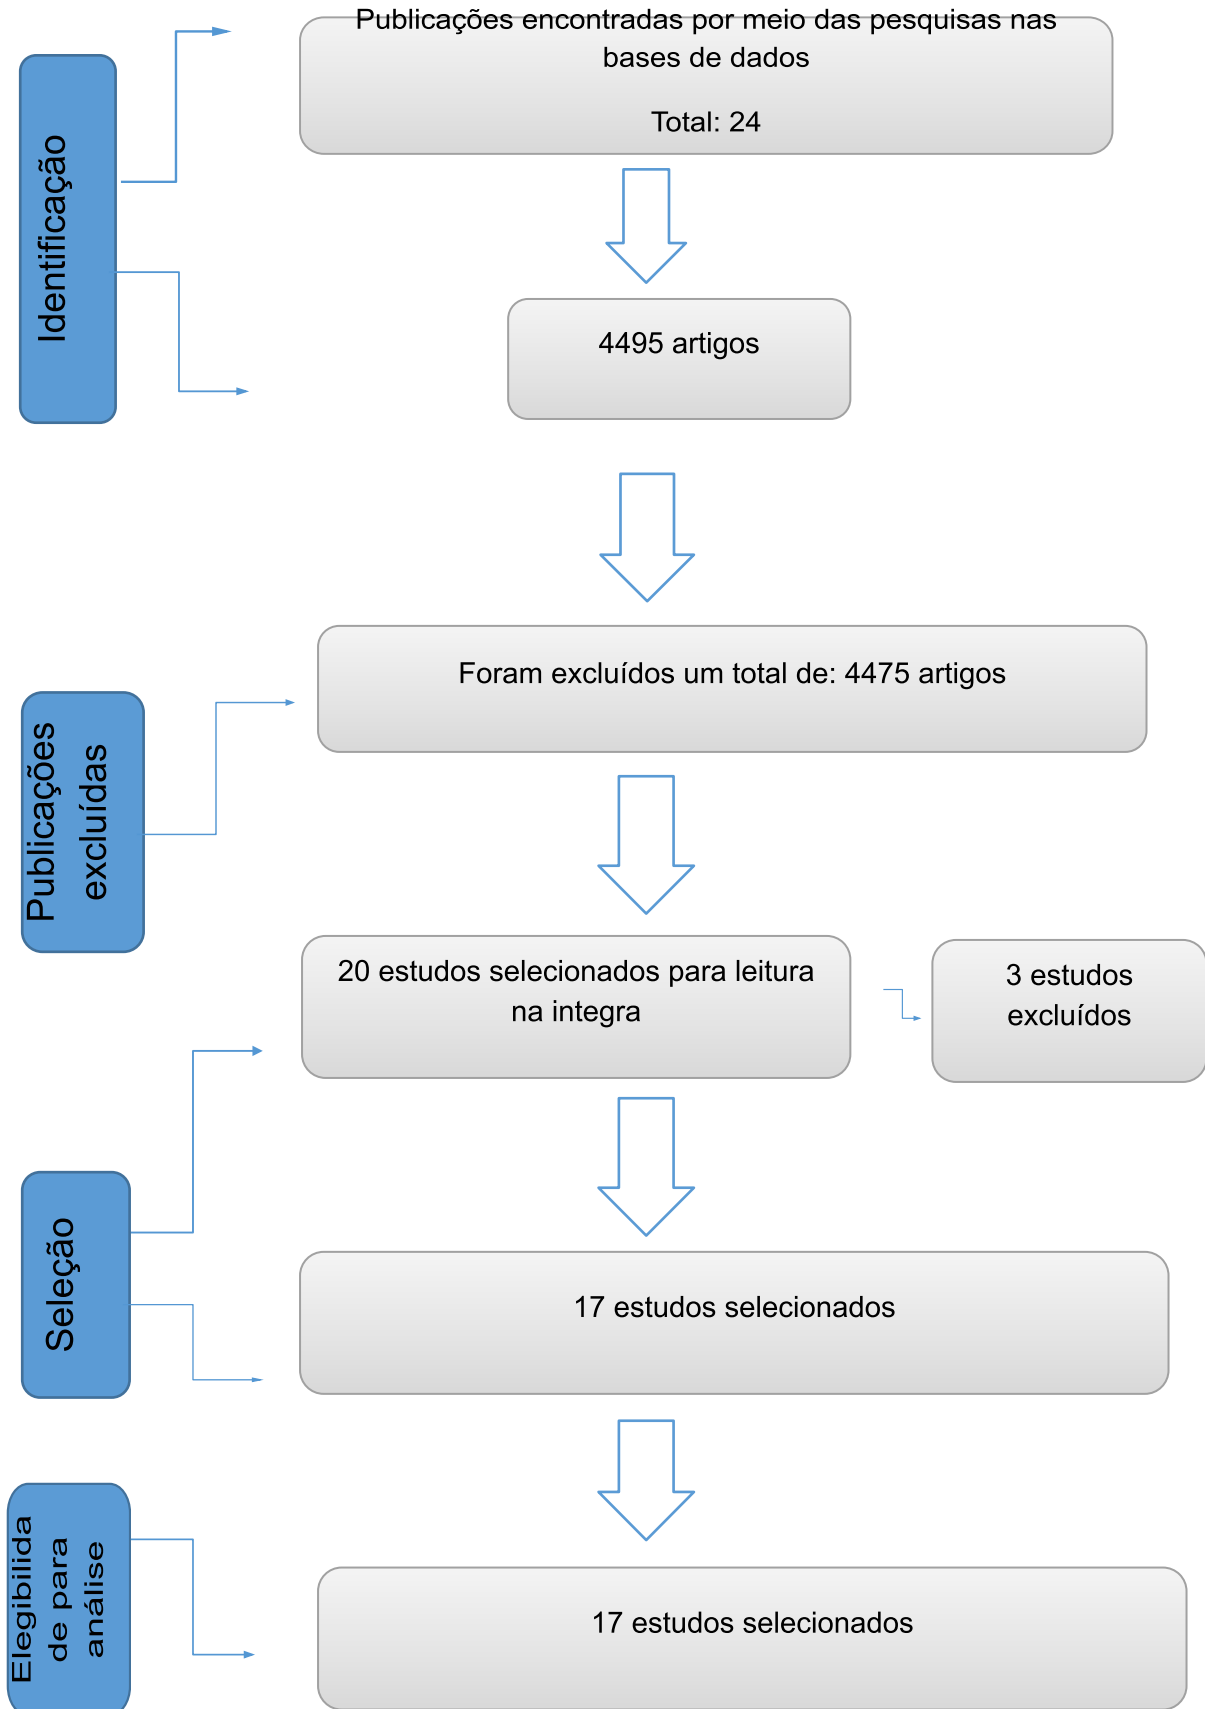 Publicações encontradas por meio das pesquisas nas
bases de dados
Total: 24
Identificação
4495 artigos
Foram excluídos um total de: 4475 artigos
Publicações
excluídas
20 estudos selecionados para leitura
na integra
3 estudos
excluídos
Seleção
17 estudos selecionados
Elegibilida
de para
análise
17 estudos selecionados